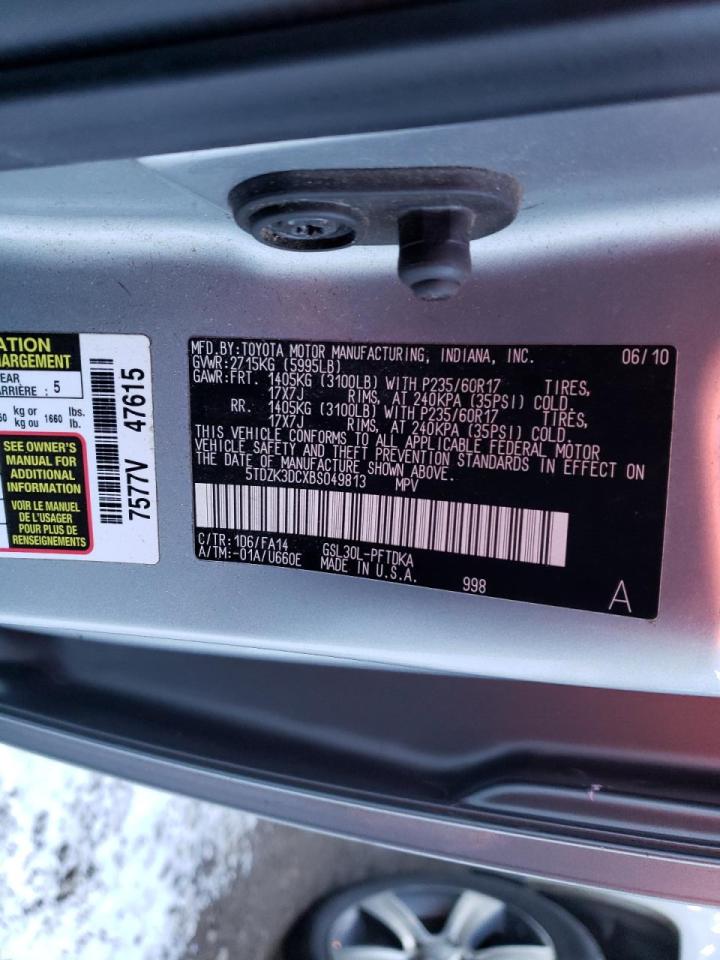 ATION
HARGEMENT
EAR
ARRIÈRE : 5
kg or 1660 lbs.
kg ou lb.
SEE OWNER'S
MANUAL FOR
ADDITIONAL
INFORMATION
VOIR LE MANUEL
DE L'USAGER
POUR PLUS DE
RENSEIGNEMENTS
7577V 47615
MFD.BY:TOYOTA MOTOR MANUFACTURING, INDIANA, INC. 06/10
GVWR:2715KG (5995LB)
GAWR:FRT. 1405KG (3100LB) WITH P235/60R17 TIRES,
17X7J RIMS, AT 240KPA (35PSI) COLD.
RR. 1405KG (3100LB) WITH P235/60R17 TIRES,
17X7J RIMS, AT 240KPA (35PSI) COLD.
THIS VEHICLE CONFORMS TO ALL APPLICABLE FEDERAL MOTOR
VEHICLE SAFETY AND THEFT PREVENTION STANDARDS IN EFFECT ON
THE DATE OF MANUFACTURE SHOWN ABOVE.
5TDZK3DCXBS049813 MPV
C/TR:1D6/FA14 GSL30L-PFTDKA
A/TM:-01A/U660E MADE IN U.S.A. 998
A